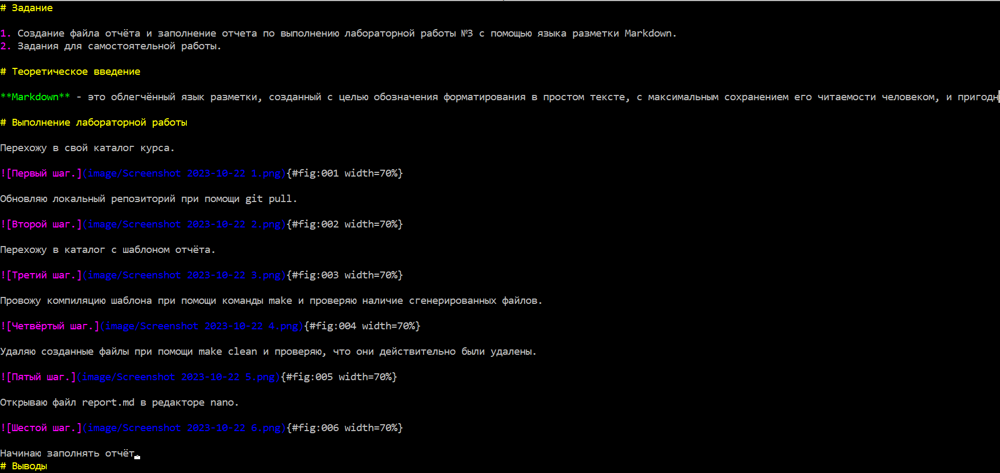 # Задание
1. Создание файла отчёта и заполнение отчета по выполнению лабораторной работы №3 с помощью языка разметки Markdown.
2. Задания для самостоятельной работы.
# Теоретическое введение
**Markdown** - это облегчённый язык разметки, созданный с целью обозначения форматирования в простом тексте, с максимальным сохранением его читаемости человеком, и пригодн
# Выполнение лабораторной работы
Перехожу в свой каталог курса.
![Первый шаг.](image/Screenshot 2023-10-22 1.png){#fig:001 width=70%}
Обновляю локальный репозиторий при помощи git pull.
![Второй шаг.](image/Screenshot 2023-10-22 2.png){#fig:002 width=70%}
Перехожу в каталог с шаблоном отчёта.
![Третий шаг.](image/Screenshot 2023-10-22 3.png){#fig:003 width=70%}
Провожу компиляцию шаблона при помощи команды make и проверяю наличие сгенерированных файлов.
![Четвёртый шаг.](image/Screenshot 2023-10-22 4.png){#fig:004 width=70%}
Удаляю созданные файлы при помощи make clean и проверяю, что они действительно были удалены.
![Пятый шаг.](image/Screenshot 2023-10-22 5.png){#fig:005 width=70%}
Открываю файл report.md в редакторе nano.
![Шестой шаг.](image/Screenshot 2023-10-22 6.png){#fig:006 width=70%}
Начинаю заполнять отчёт.
# Выводы